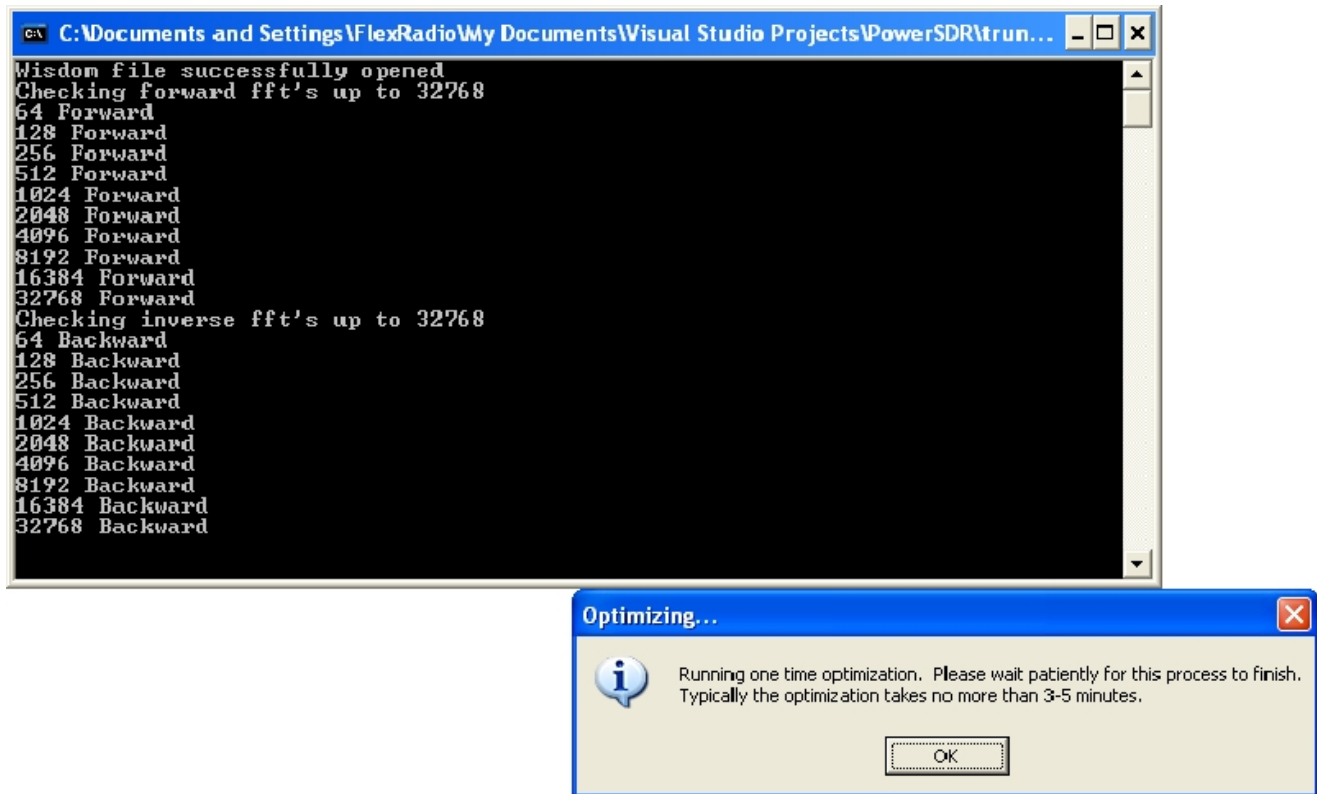 C:\Documents and Settings\FlexRadio\My Documents\Visual Studio Projects\PowerSDR\trun...
Wisdom file successfully opened
Checking forward fft's up to 32768
64 Forward
128 Forward
256 Forward
512 Forward
1024 Forward
2048 Forward
4096 Forward
8192 Forward
16384 Forward
32768 Forward
Checking inverse fft's up to 32768
64 Backward
128 Backward
256 Backward
512 Backward
1024 Backward
2048 Backward
4096 Backward
8192 Backward
16384 Backward
32768 Backward
Optimizing...
Running one time optimization. Please wait patiently for this process to finish.
Typically the optimization takes no more than 3-5 minutes.
OK